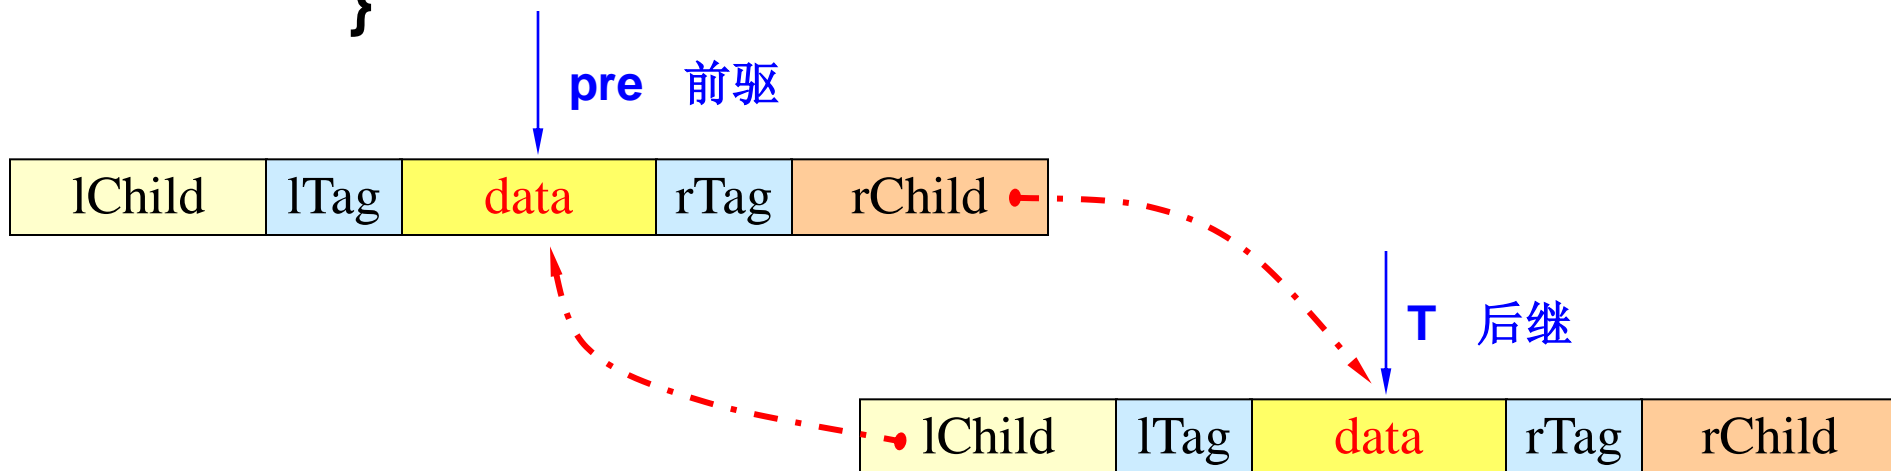 }
pre 前驱
lChild lTag data rTag rChild
T 后继
lChild lTag data rTag rChild